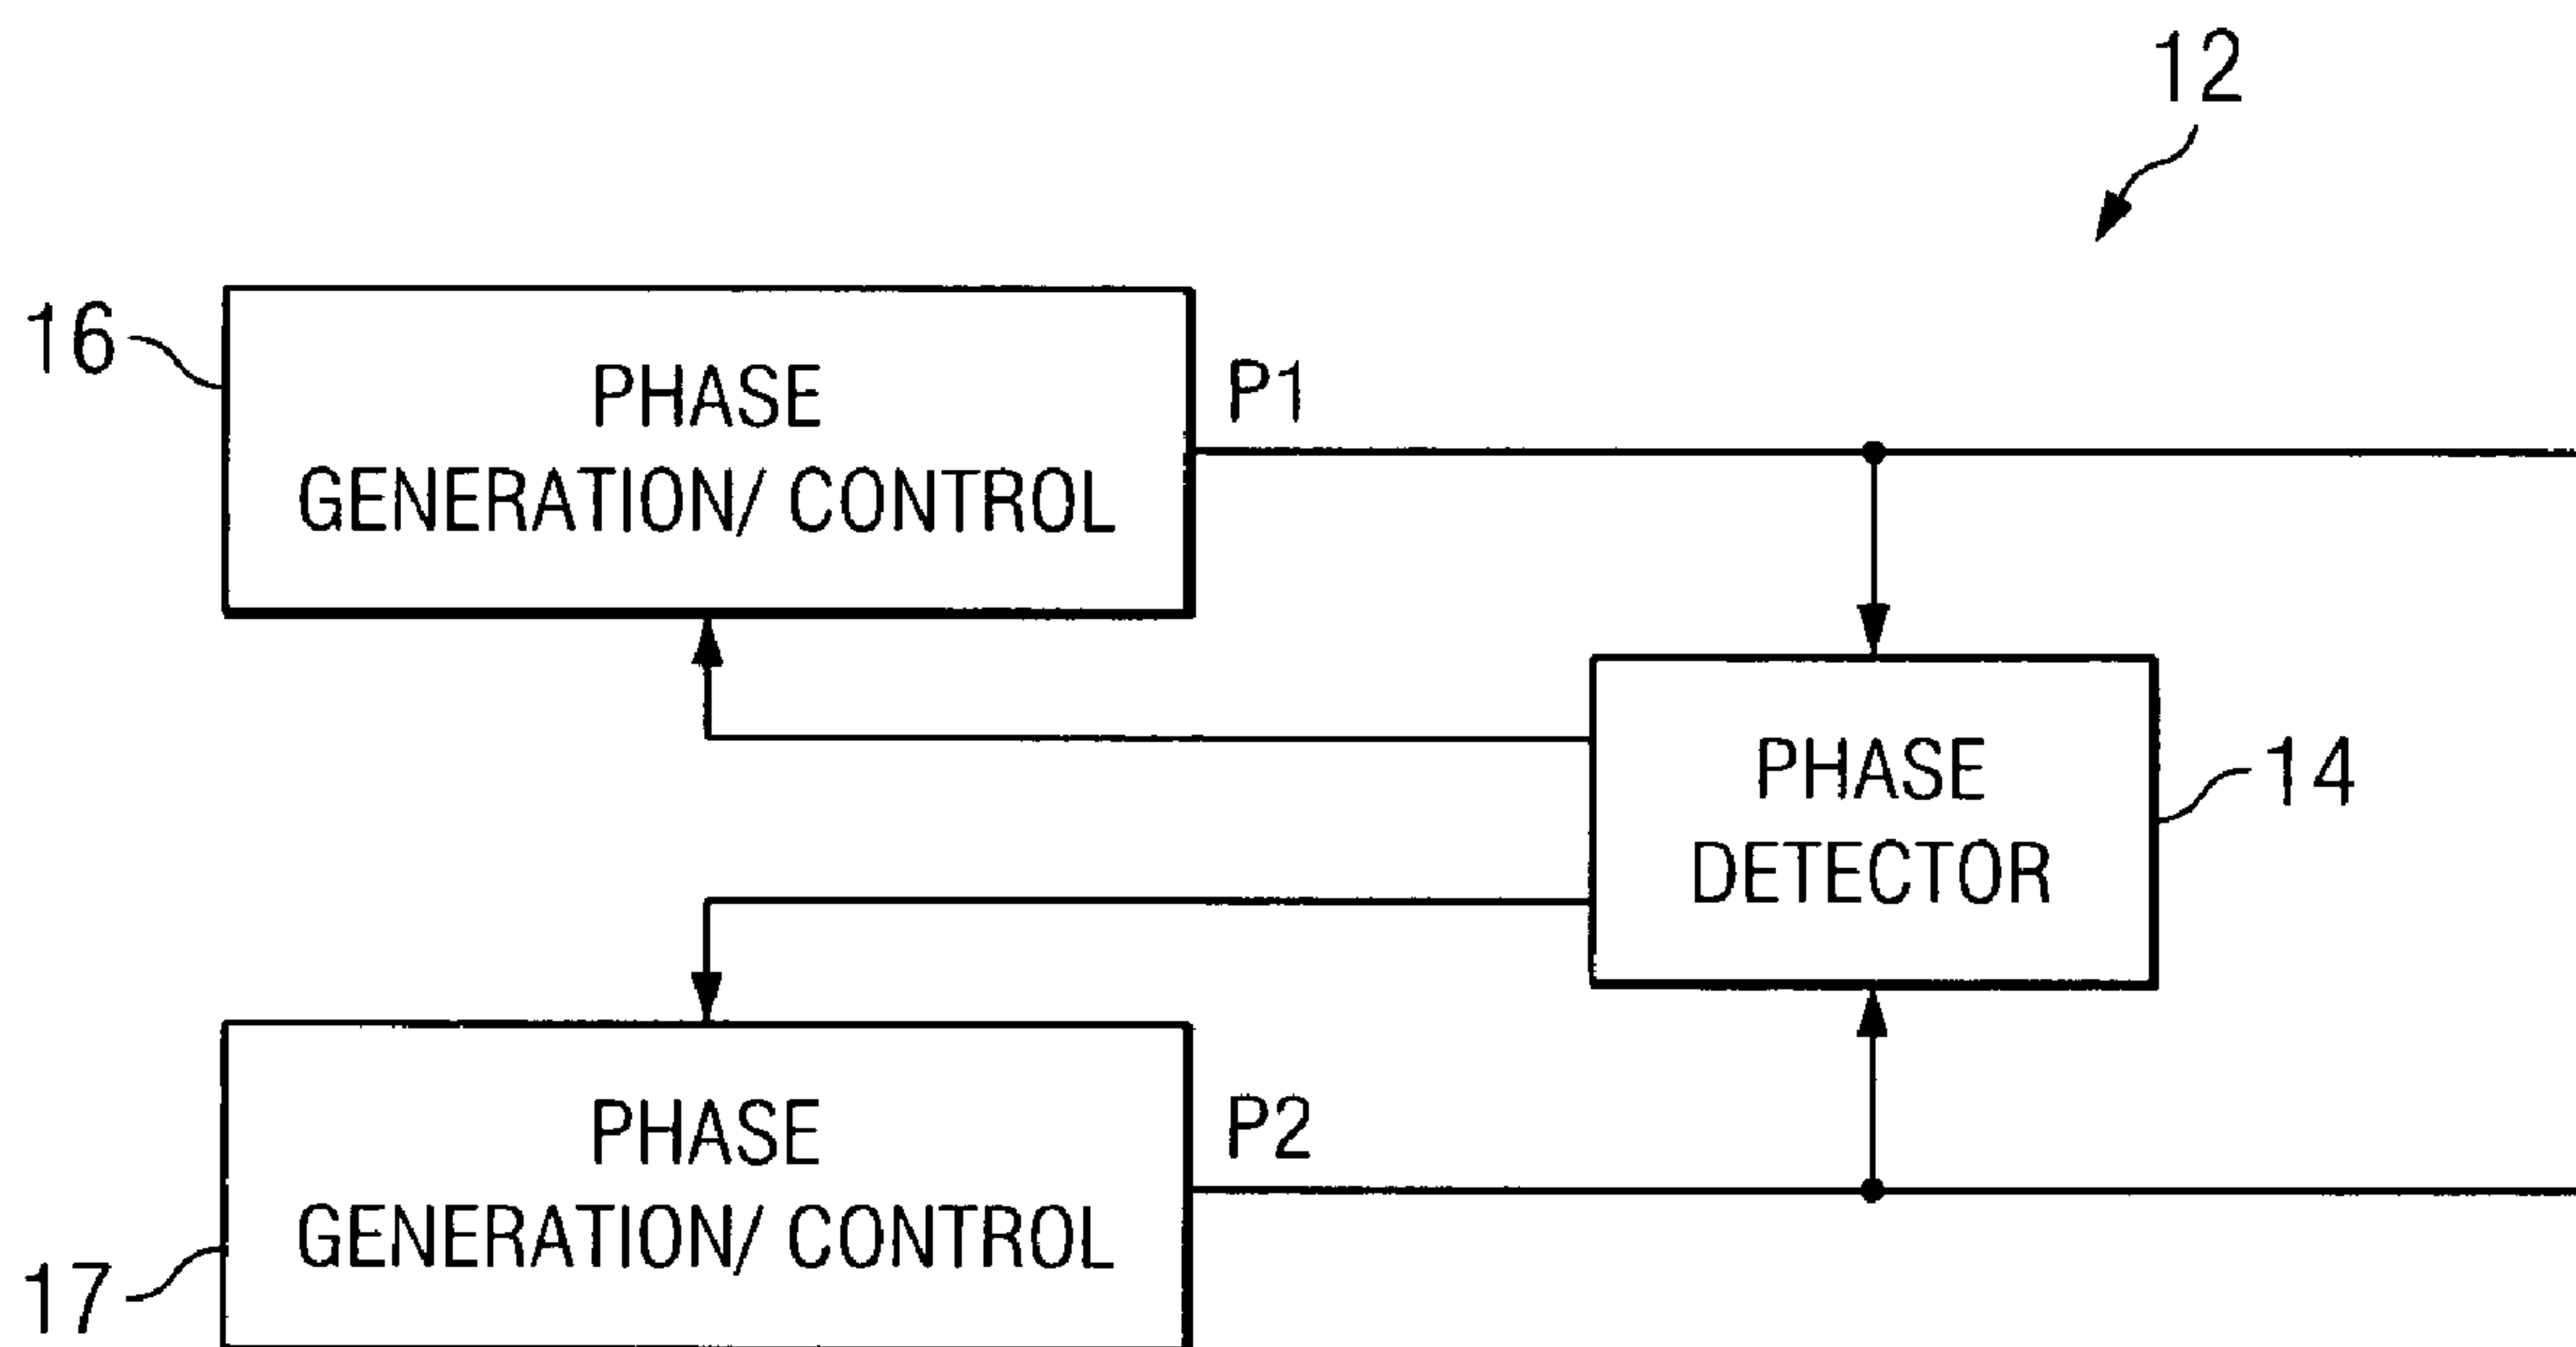 12
16
PHASE
GENERATION/ CONTROL
P1
PHASE
DETECTOR
14
PHASE
GENERATION/ CONTROL
P2
17